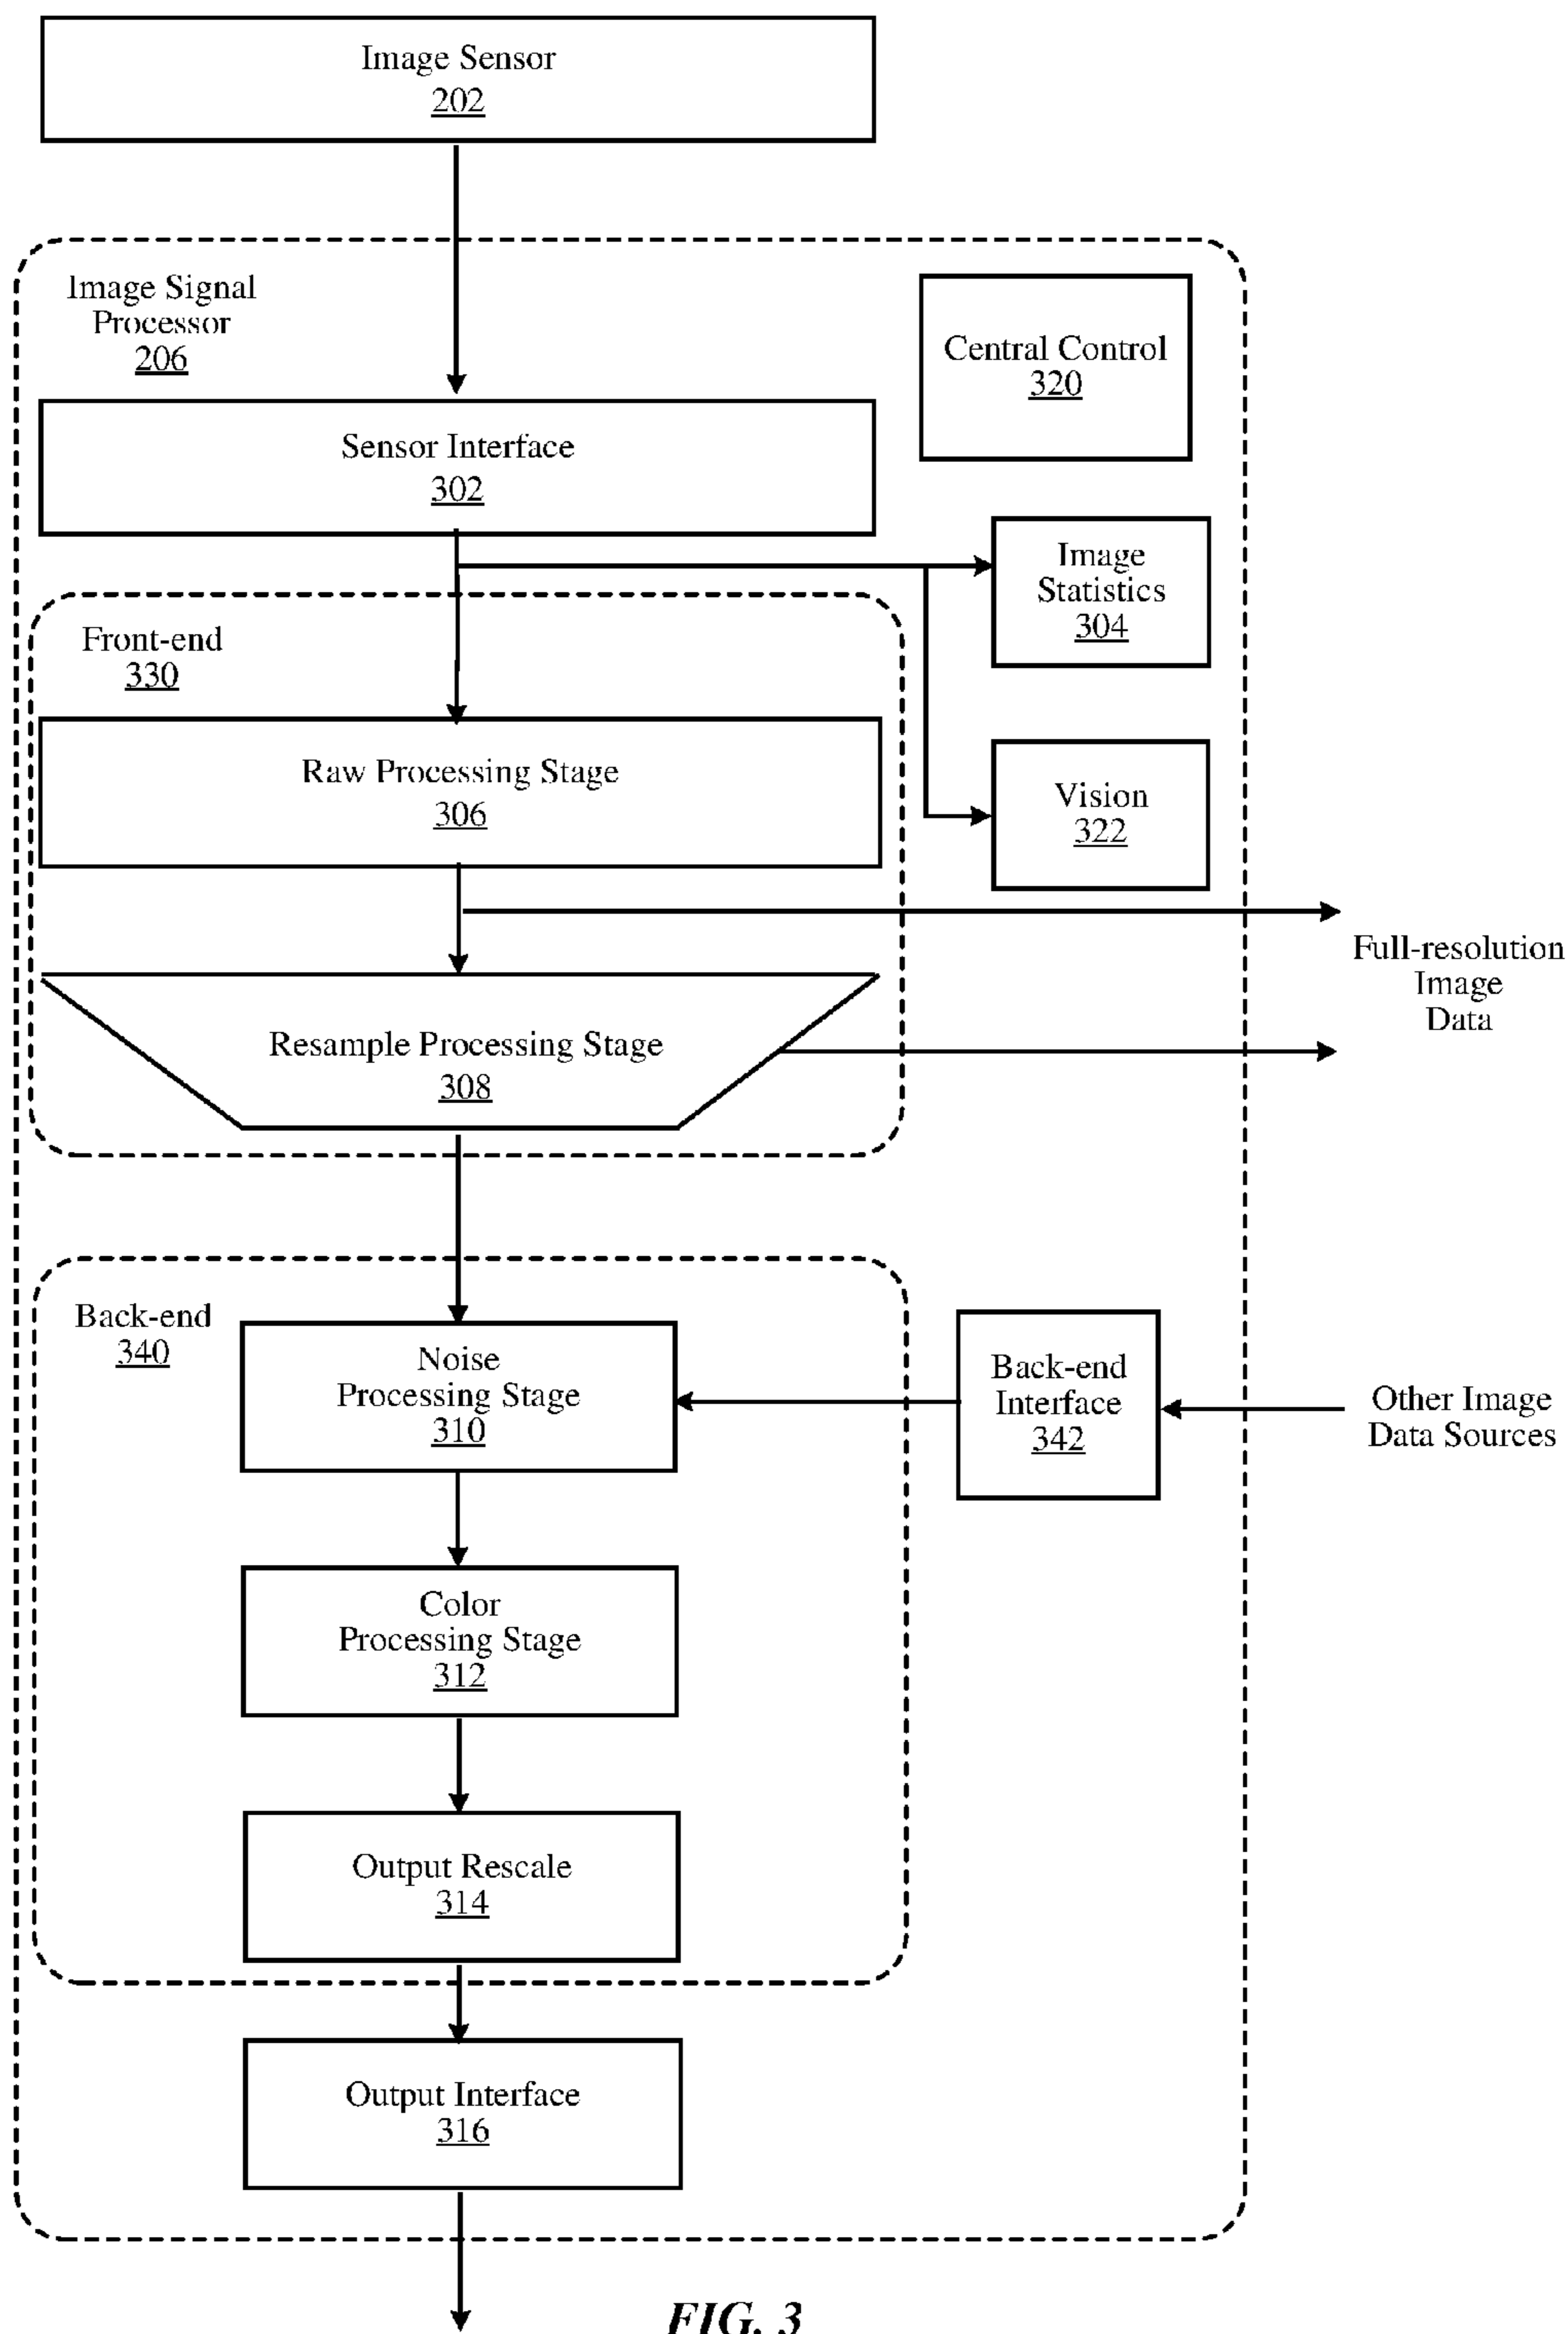 Image Sensor
202
Image Signal
Processor
206
Central Control
320
Sensor Interface
302
Image
Statistics
304
Front-end
330
Raw Processing Stage
306
Vision
322
Full-resolution
Image
Data
Resample Processing Stage
308
Back-end
340
Noise
Processing Stage
310
Back-end
Interface
342
Other Image
Data Sources
Color
Processing Stage
312
Output Rescale
314
Output Interface
316
FIG. 3